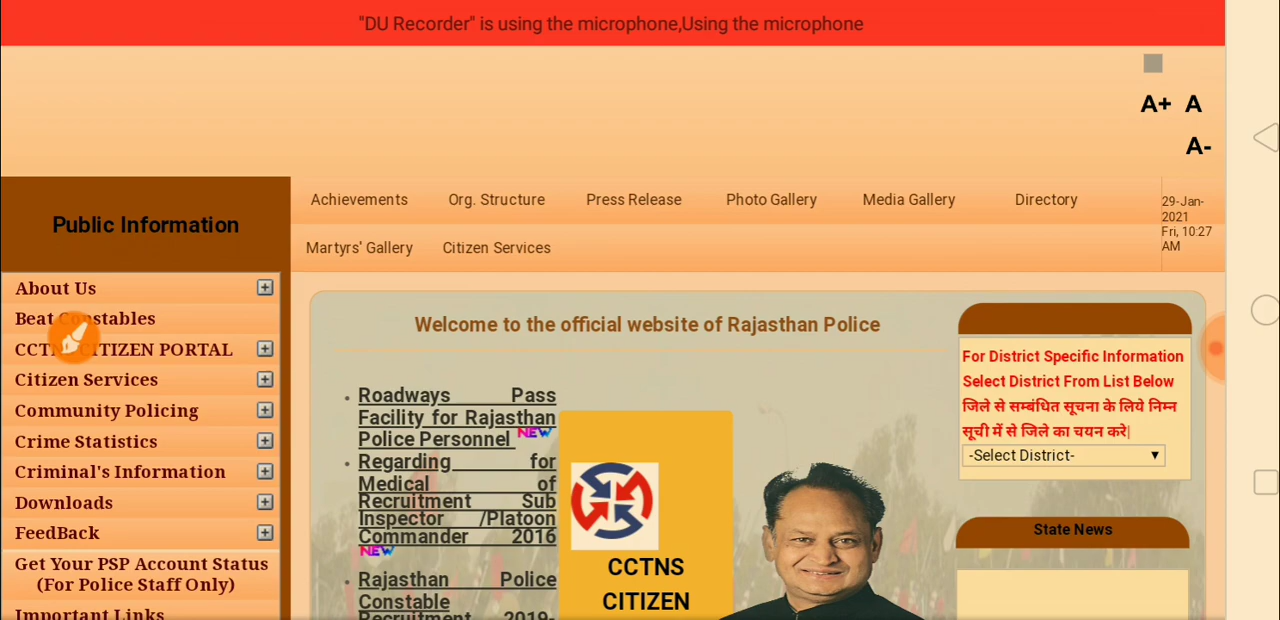 "DU Recorder" is using the microphone,Using the microphone
A+ A
A-
Public Information
Achievements Org. Structure Press Release Photo Gallery Media Gallery Directory
Martyrs' Gallery Citizen Services
29-Jan-
2021
Fri, 10:27
AM
About Us
Beat Constables
CCTNS CITIZEN PORTAL
Citizen Services
Community Policing
Crime Statistics
Criminal's Information
Downloads
FeedBack
Get Your PSP Account Status
(For Police Staff Only)
Important Links
Welcome to the official website of Rajasthan Police
Roadways Pass
Facility for Rajasthan
Police Personnel NEW
Regarding for
Medical of
Recruitment Sub
Inspector /Platoon
Commander 2016
NEW
Rajasthan Police
Constable
Recruitment 2019-
CCTNS
CITIZEN
For District Specific Information
Select District From List Below
जिले से सम्बंधित सूचना के लिये निम्न
सूची में से जिले का चयन करे|
-Select District-
State News